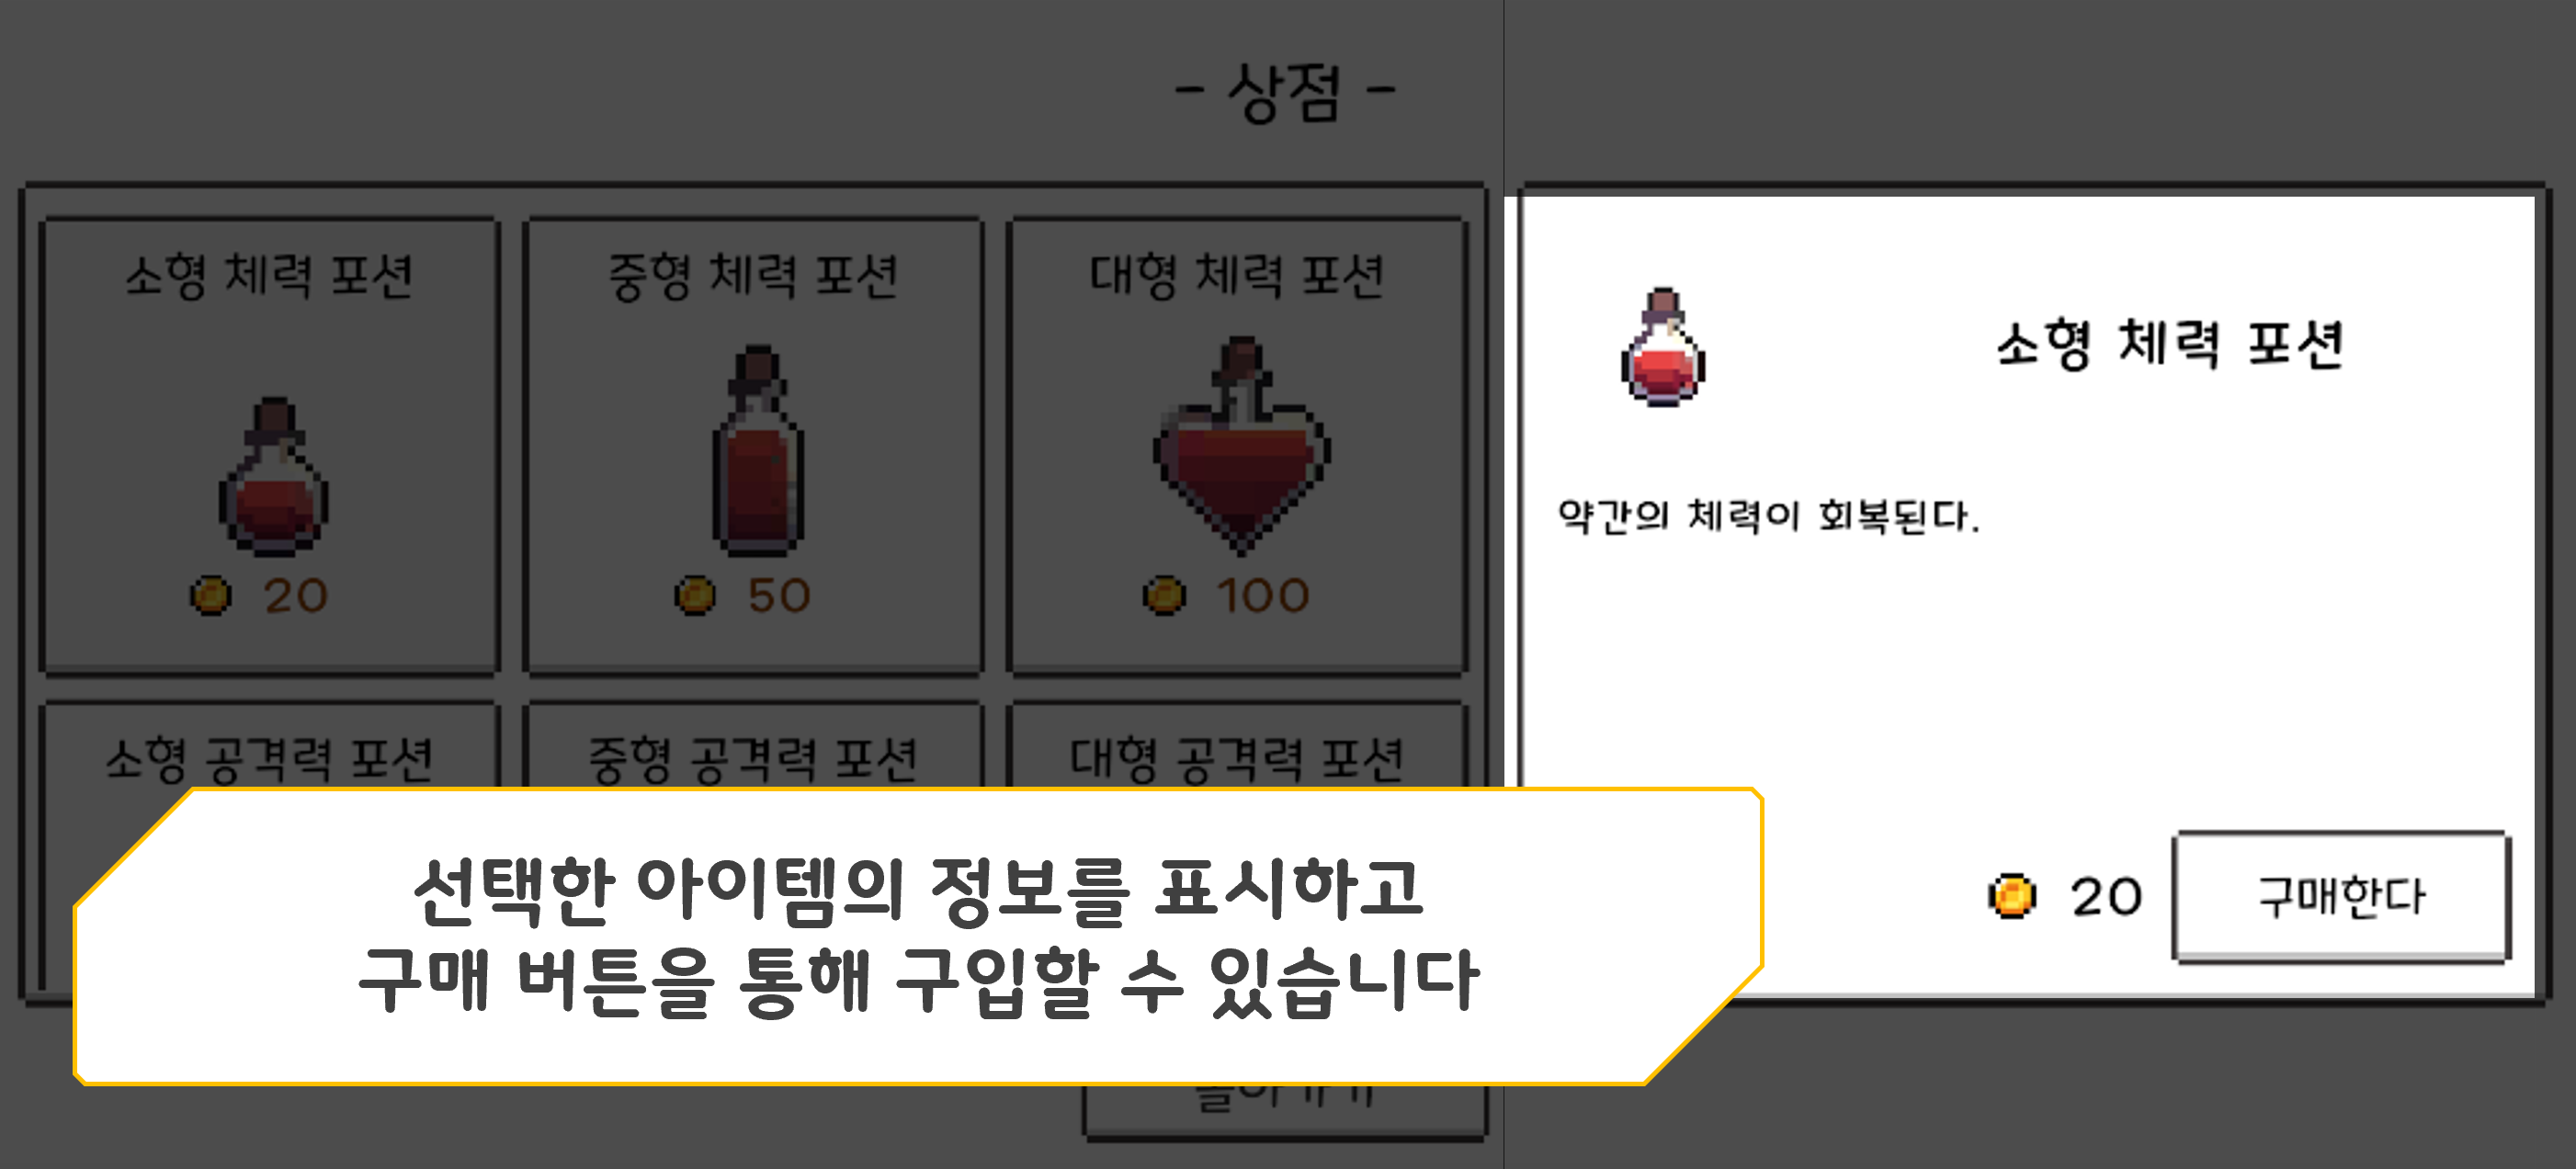 - 상점 -
소형 체력 포션
중형 체력 포션
대형 체력 포션
20
50
100
소형 공격력 포션
중형 공격력 포션
대형 공격력 포션
소형 체력 포션
약간의 체력이 회복된다.
20
구매한다
선택한 아이템의 정보를 표시하고
구매 버튼을 통해 구입할 수 있습니다